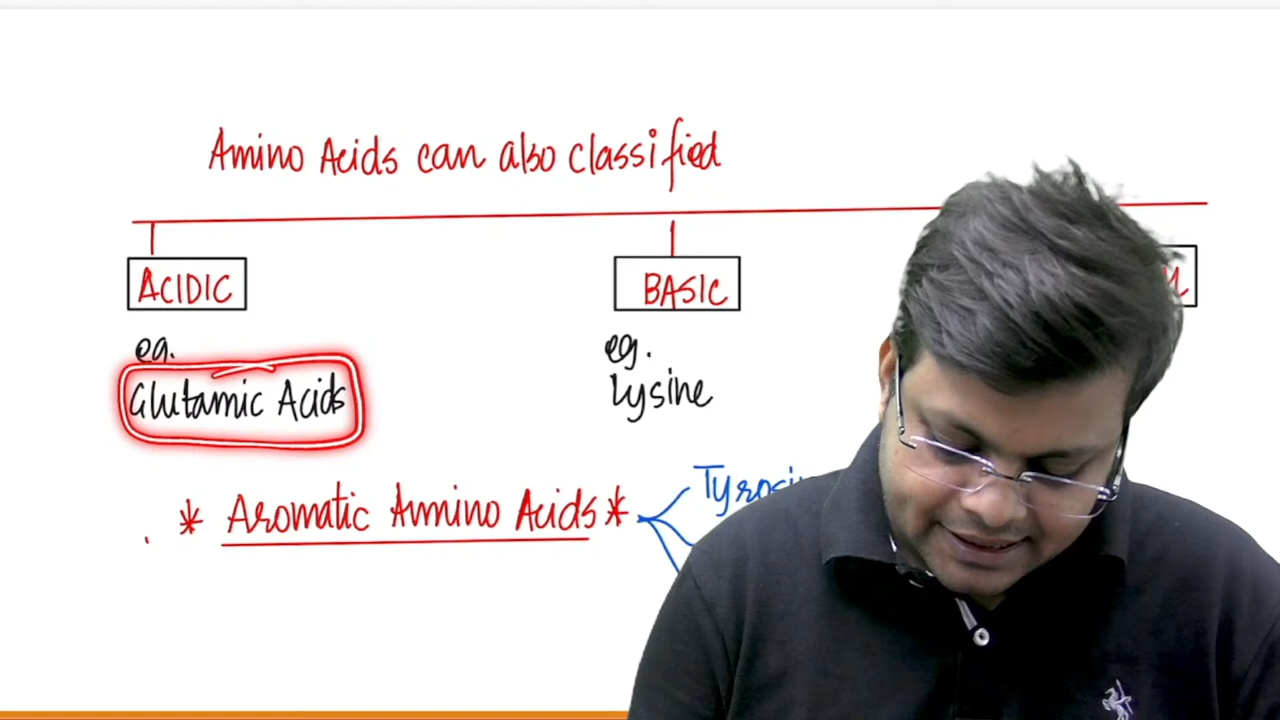 Amino Acids can also classified
ACIDIC
BASIC
eg.
Glutamic Acids
eg.
Lysine
* Aromatic Amino Acids *